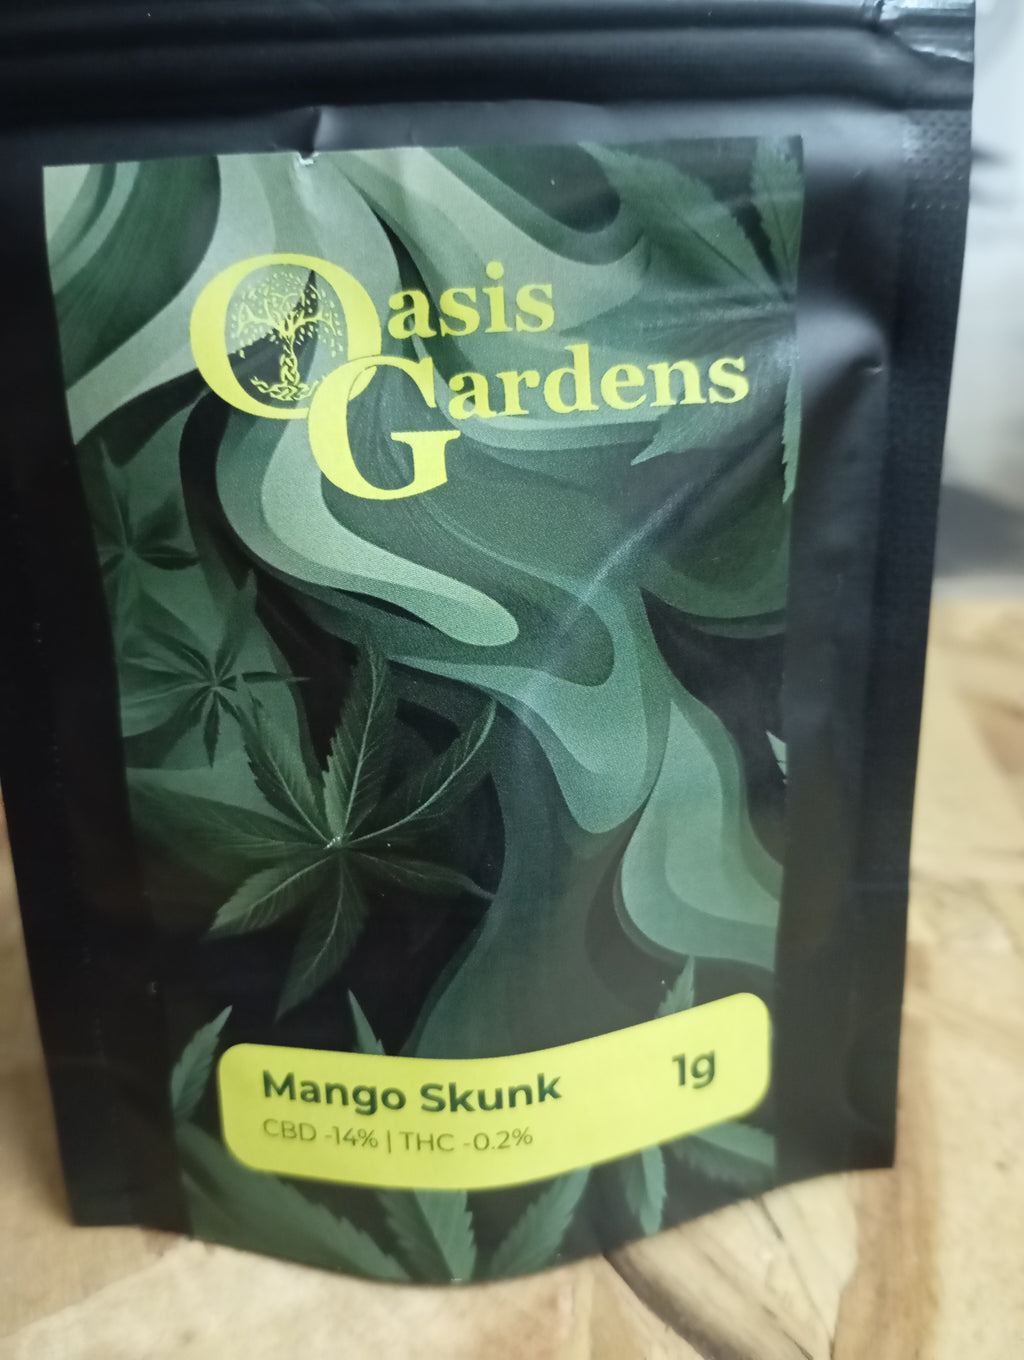 Oasis
Gardens
Mango Skunk 1g
CBD -14% | THC -0.2%